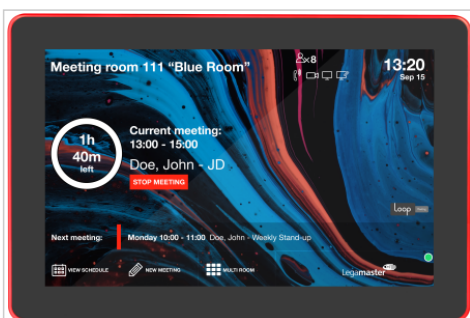 Meeting room 111 “Blue Room”
x8
13:20
Sep 15
1h
40m
left
Current meeting:
13:00 - 15:00
Doe, John - JD
STOP MEETING
Loop
Next meeting:
Monday 10:00 - 11:00 Doe, John - Weekly Stand-up
VIEW SCHEDULE
NEW MEETING
MULTI ROOM
Legamaster